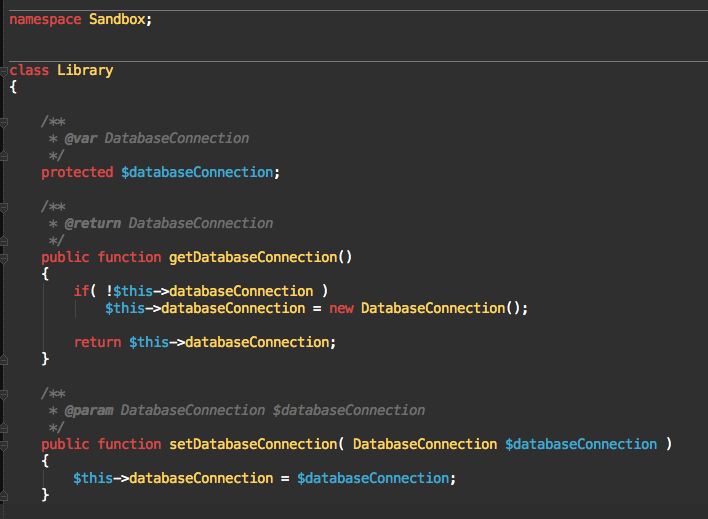 namespace Sandbox;
class Library
{
/**
 * @var DatabaseConnection
 */
protected $databaseConnection;
/**
 * @return DatabaseConnection
 */
public function getDatabaseConnection()
{
if( !$this->databaseConnection )
$this->databaseConnection = new DatabaseConnection();
return $this->databaseConnection;
}
/**
 * @param DatabaseConnection $databaseConnection
 */
public function setDatabaseConnection( DatabaseConnection $databaseConnection )
{
$this->databaseConnection = $databaseConnection;
}